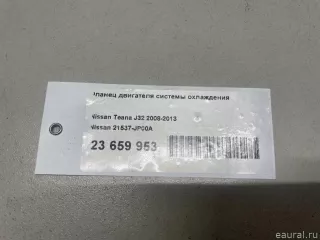 Фланец двигателя системы охлаждения
Nissan Teana J32 2008-2013
Nissan 21537-JP00A
23 659 953
eaural.ru